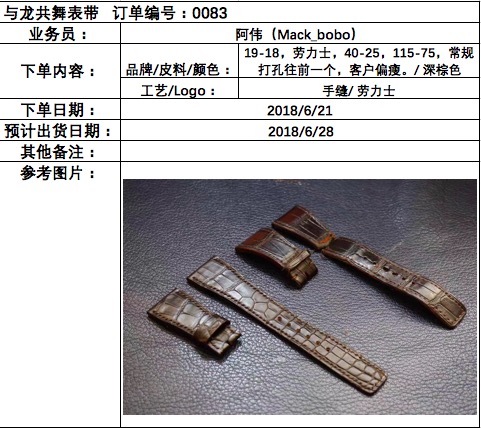 与龙共舞表带 订单编号：0083
业务员： 阿伟（Mack_bobo）
下单内容： 品牌/皮料/颜色： 19-18，劳力士，40-25，115-75，常规
打孔往前一个，客户偏瘦。/ 深棕色
工艺/Logo： 手缝/ 劳力士
下单日期： 2018/6/21
预计出货日期： 2018/6/28
其他备注：
参考图片：